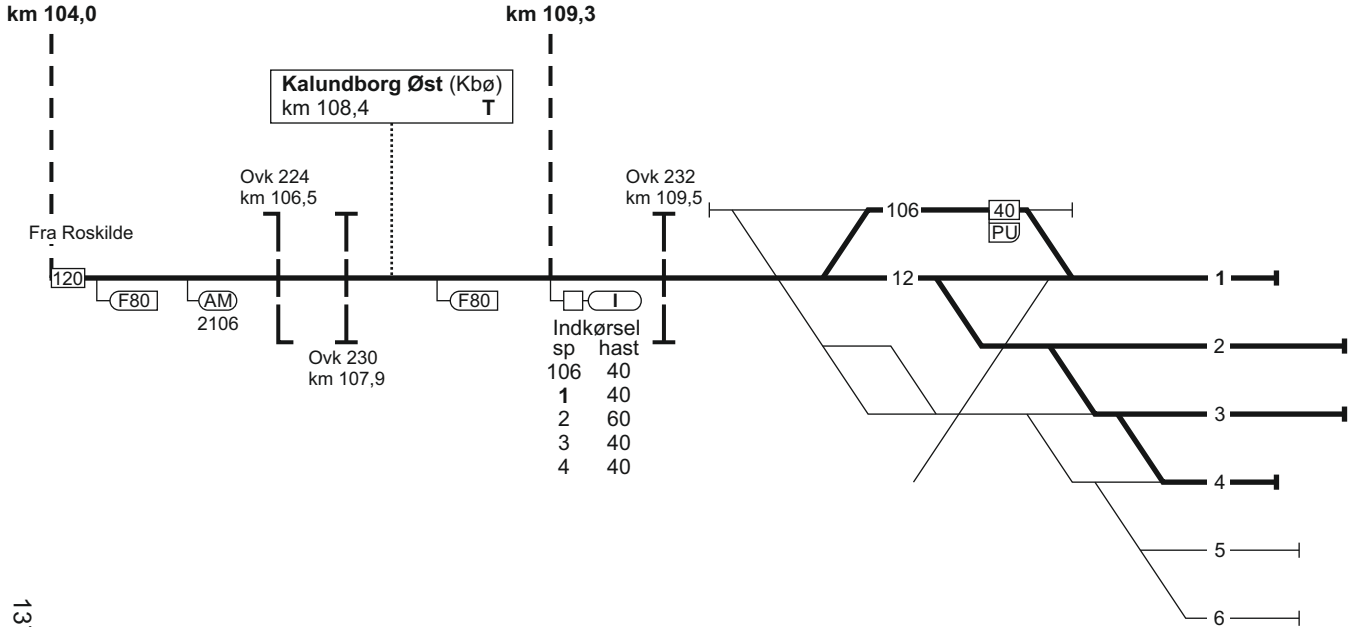 km 104,0
km 109,3
Kalundborg Øst (Kbø)
km 108,4 T
Ovk 224
km 106,5
Ovk 232
km 109,5
106
40
PU
Fra Roskilde
120
12
1
F80
AM
2106
F80
I
Indkørsel
sp hast
106 40
1 40
2 60
3 40
4 40
Ovk 230
km 107,9
2
3
4
5
6